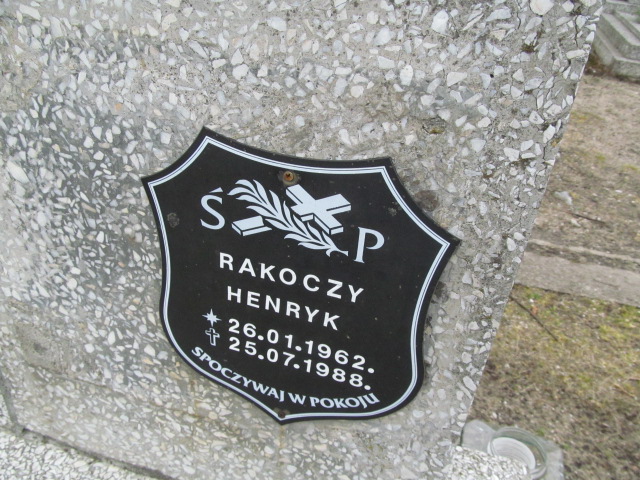 Ś P
RAKOCZY
HENRYK
26.01.1962.
25.07.1988.
SPOCZYWAJ W POKOJU